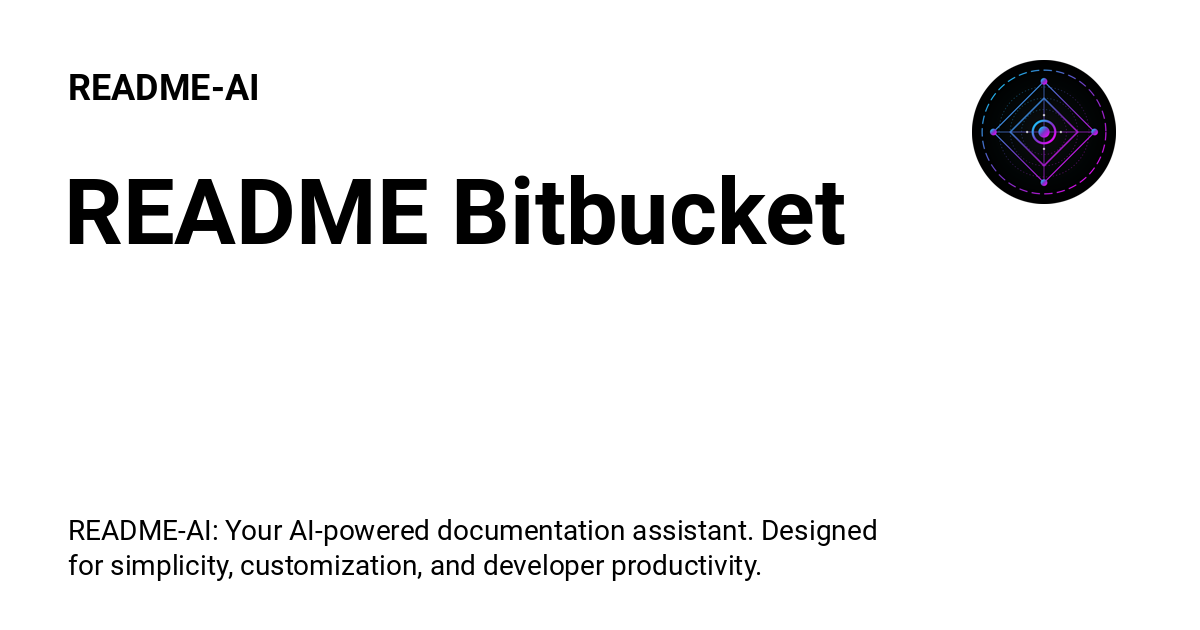 README-AI
README Bitbucket
README-AI: Your AI-powered documentation assistant. Designed
for simplicity, customization, and developer productivity.